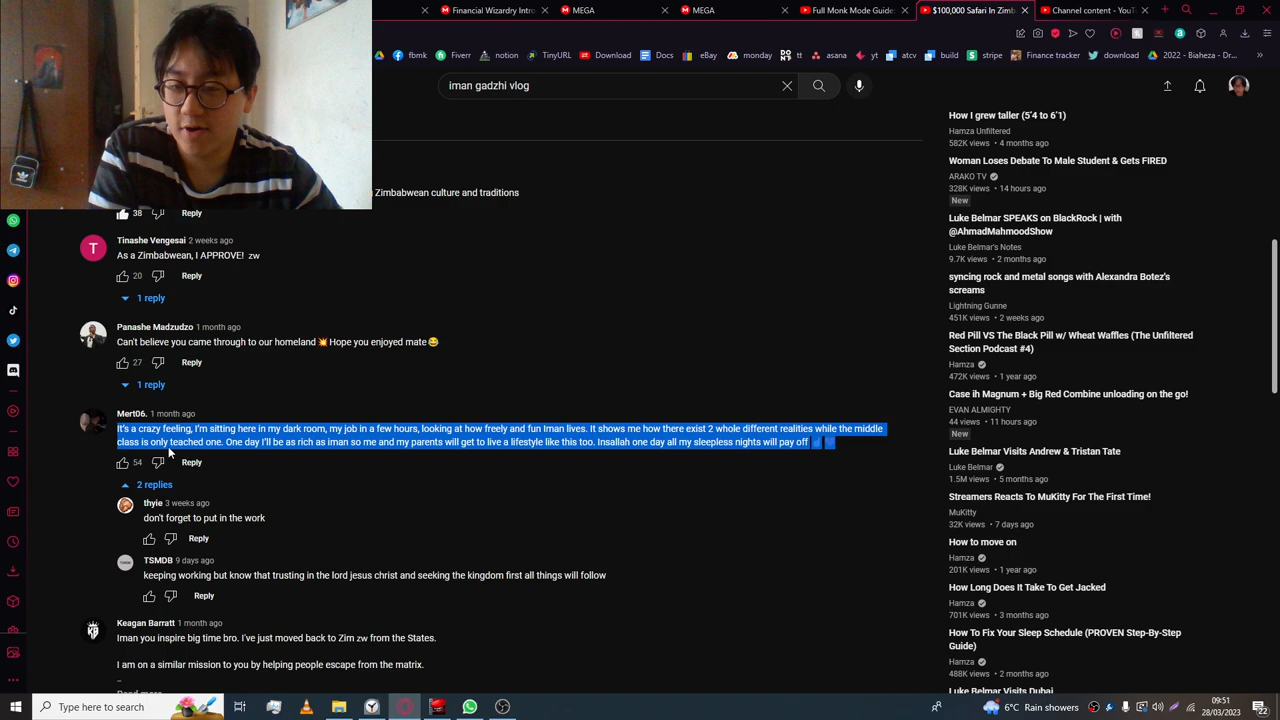 Financial Wizardry Intro
MEGA
MEGA
Full Monk Mode Guide:
$100,000 Safari In Zimb
Channel content - YouT
fbmk
Fiverr
notion
TinyURL
Download
Docs
eBay
monday
tt
asana
yt
cct
build
stripe
Finance tracker
download
2022 - Biaheza - Dr
iman gadzhi vlog
Zimbabwean culture and traditions
38
Reply
T
Tinashe Vengesai 2 weeks ago
As a Zimbabwean, I APPROVE! zw
20
Reply
1 reply
Panashe Madzudzo 1 month ago
Can't believe you came through to our homeland 💥 Hope you enjoyed mate 😂
27
Reply
1 reply
Mert06. 1 month ago
It's a crazy feeling, I'm sitting here in my dark room, my job in a few hours, looking at how freely and fun Iman lives. It shows me how there exist 2 whole different realities while the middle
class is only teached one. One day I'll be as rich as iman so me and my parents will get to live a lifestyle like this too. Insallah one day all my sleepless nights will pay off
54
Reply
2 replies
thyie 3 weeks ago
don't forget to put in the work
Reply
TSMDB 9 days ago
keeping working but know that trusting in the lord jesus christ and seeking the kingdom first all things will follow
Reply
Keagan Barratt 1 month ago
Iman you inspire big time bro. I've just moved back to Zim zw from the States.
I am on a similar mission to you by helping people escape from the matrix.
_
Read more
How I grew taller (5'4 to 6'1)
Hamza Unfiltered
582K views • 4 months ago
Woman Loses Debate To Male Student & Gets FIRED
ARAKO TV
328K views • 14 hours ago
New
Luke Belmar SPEAKS on BlackRock | with
@AhmadMahmoodShow
Luke Belmar's Notes
9.7K views • 2 months ago
syncing rock and metal songs with Alexandra Botez's
screams
Lightning Gunne
451K views • 2 weeks ago
Red Pill VS The Black Pill w/ Wheat Waffles (The Unfiltered
Section Podcast #4)
Hamza
472K views • 1 year ago
Case ih Magnum + Big Red Combine unloading on the go!
EVAN ALMIGHTY
44 views • 11 hours ago
New
Luke Belmar Visits Andrew & Tristan Tate
Luke Belmar
1.5M views • 5 months ago
Streamers Reacts To MuKitty For The First Time!
MuKitty
32K views • 7 days ago
How to move on
Hamza
201K views • 1 year ago
How Long Does It Take To Get Jacked
Hamza
701K views • 3 months ago
How To Fix Your Sleep Schedule (PROVEN Step-By-Step
Guide)
Hamza
488K views • 2 months ago
Luke Belmar Visits Dubai
Type here to search
6°C Rain showers
09:51
28/03/2023